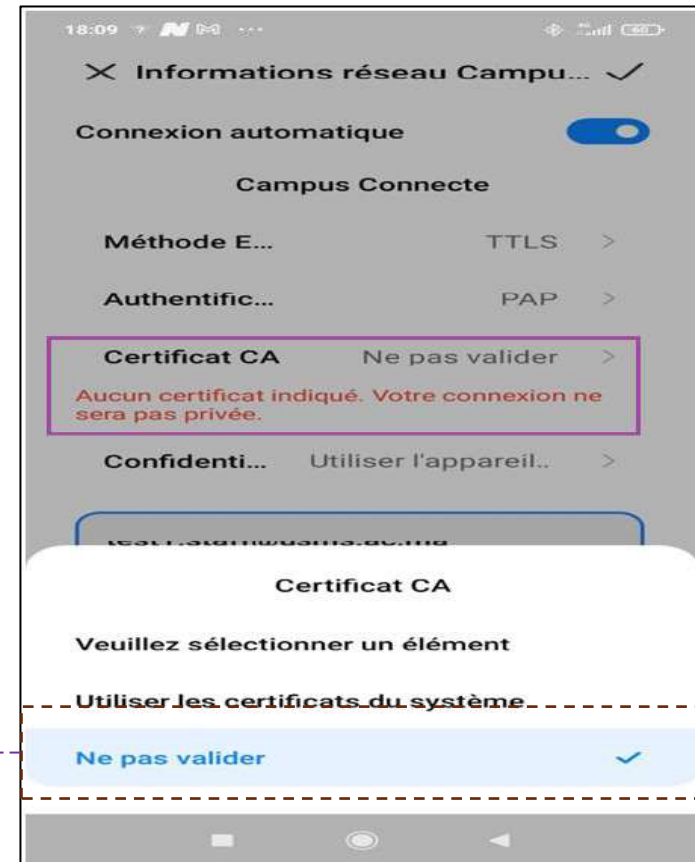 18:09 ...
Informations réseau Campu...
Connexion automatique
Campus Connecte
Méthode E... TTLS >
Authentific... PAP >
Certificat CA Ne pas valider >
Aucun certificat indiqué. Votre connexion ne
sera pas privée.
Confidenti... Utiliser l'appareil.. >
Certificat CA
Veuillez sélectionner un élément
Utiliser les certificats du système
Ne pas valider